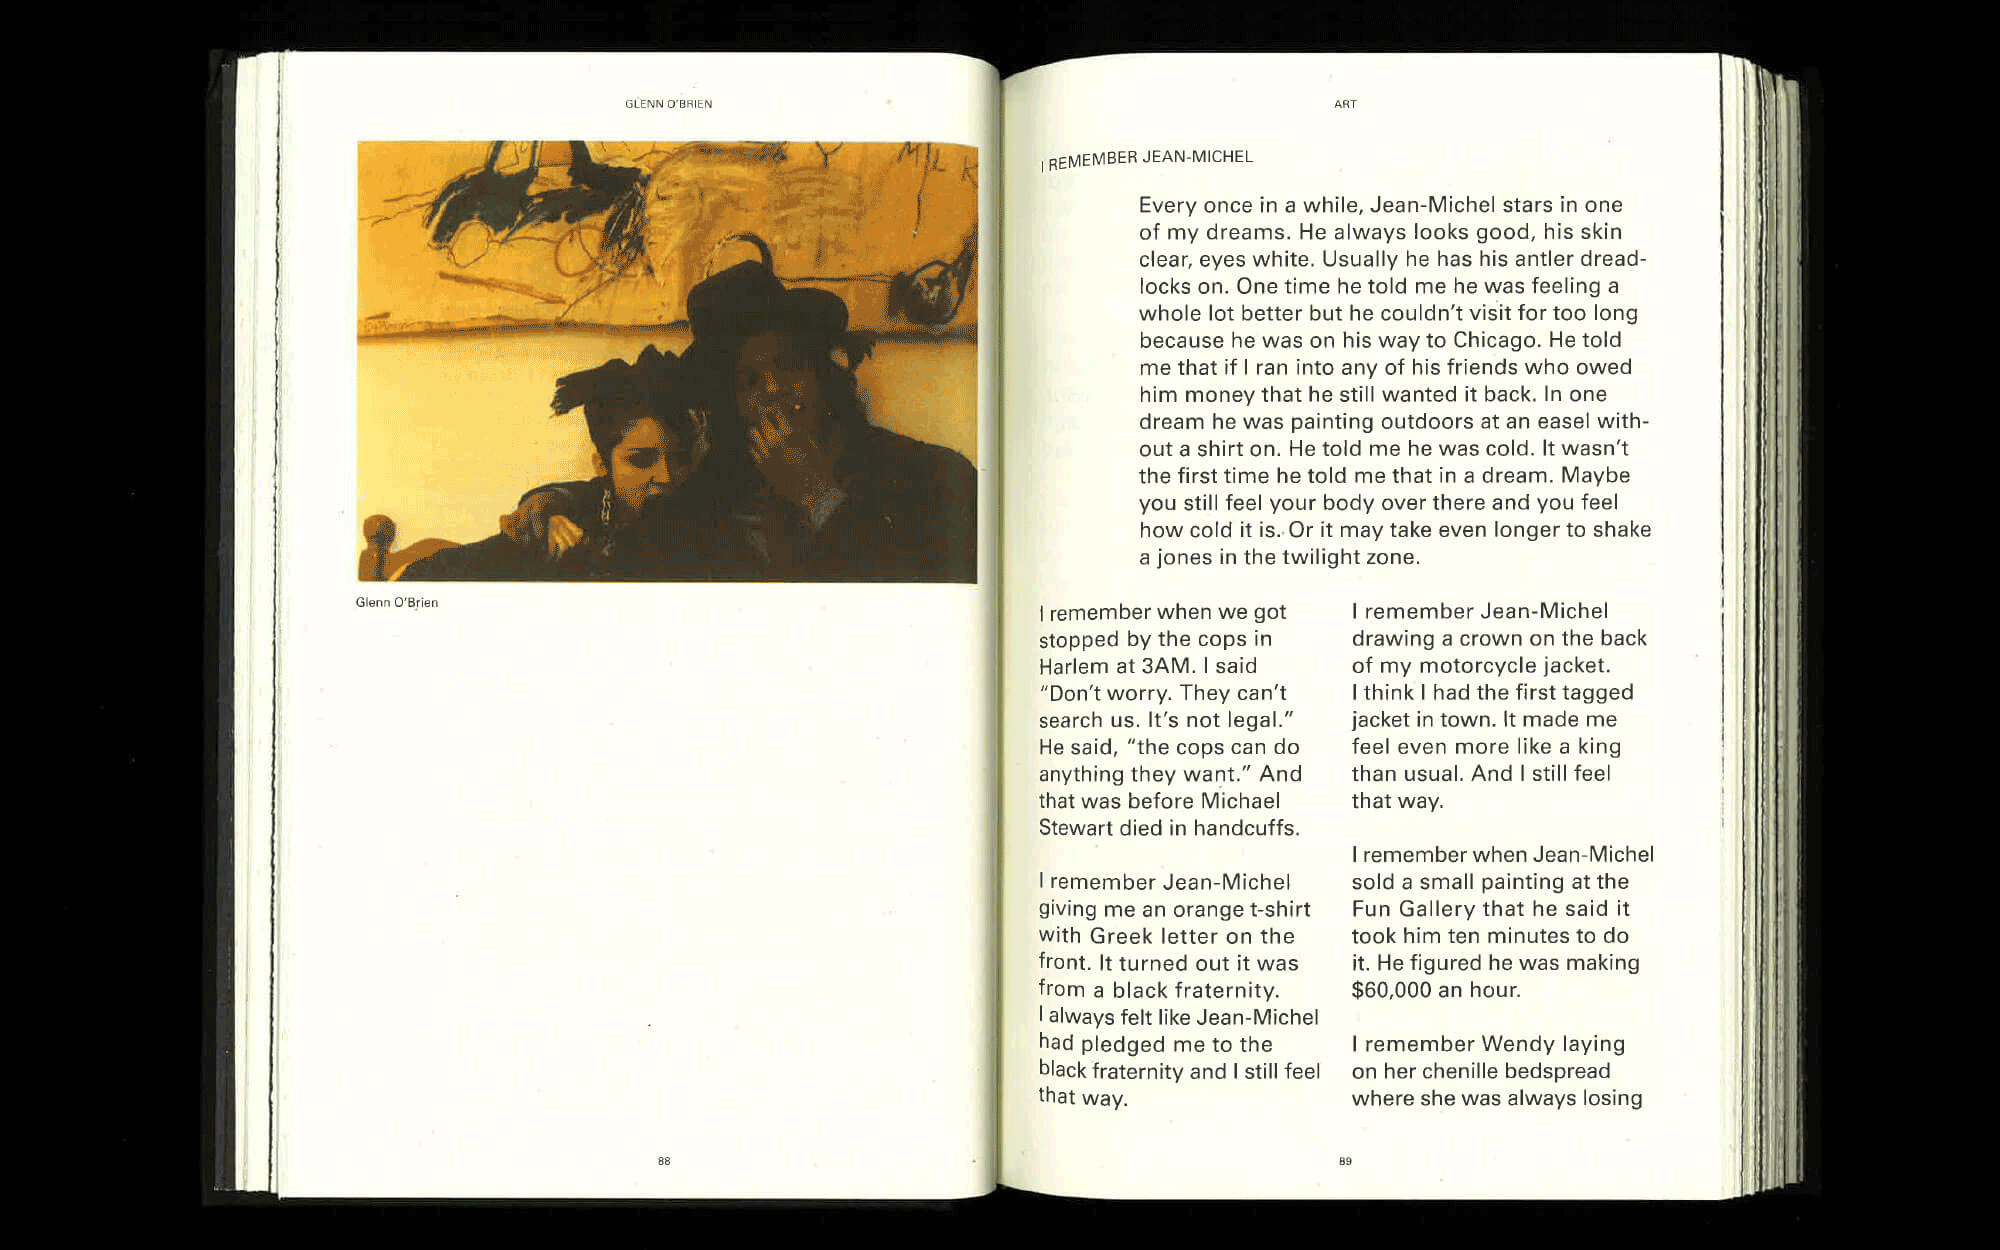 GLENN O'BRIEN
MILK
Glenn O'Brien
88
ART
I REMEMBER JEAN-MICHEL
Every once in a while, Jean-Michel stars in one
of my dreams. He always looks good, his skin
clear, eyes white. Usually he has his antler dread-
locks on. One time he told me he was feeling a
whole lot better but he couldn't visit for too long
because he was on his way to Chicago. He told
me that if I ran into any of his friends who owed
him money that he still wanted it back. In one
dream he was painting outdoors at an easel with-
out a shirt on. He told me he was cold. It wasn't
the first time he told me that in a dream. Maybe
you still feel your body over there and you feel
how cold it is. Or it may take even longer to shake
a jones in the twilight zone.
I remember when we got
stopped by the cops in
Harlem at 3AM. I said
"Don't worry. They can't
search us. It's not legal."
He said, "the cops can do
anything they want." And
that was before Michael
Stewart died in handcuffs.
I remember Jean-Michel
giving me an orange t-shirt
with Greek letter on the
front. It turned out it was
from a black fraternity.
I always felt like Jean-Michel
had pledged me to the
black fraternity and I still feel
that way.
I remember Jean-Michel
drawing a crown on the back
of my motorcycle jacket.
I think I had the first tagged
jacket in town. It made me
feel even more like a king
than usual. And I still feel
that way.
I remember when Jean-Michel
sold a small painting at the
Fun Gallery that he said it
took him ten minutes to do
it. He figured he was making
$60,000 an hour.
I remember Wendy laying
on her chenille bedspread
where she was always losing
89